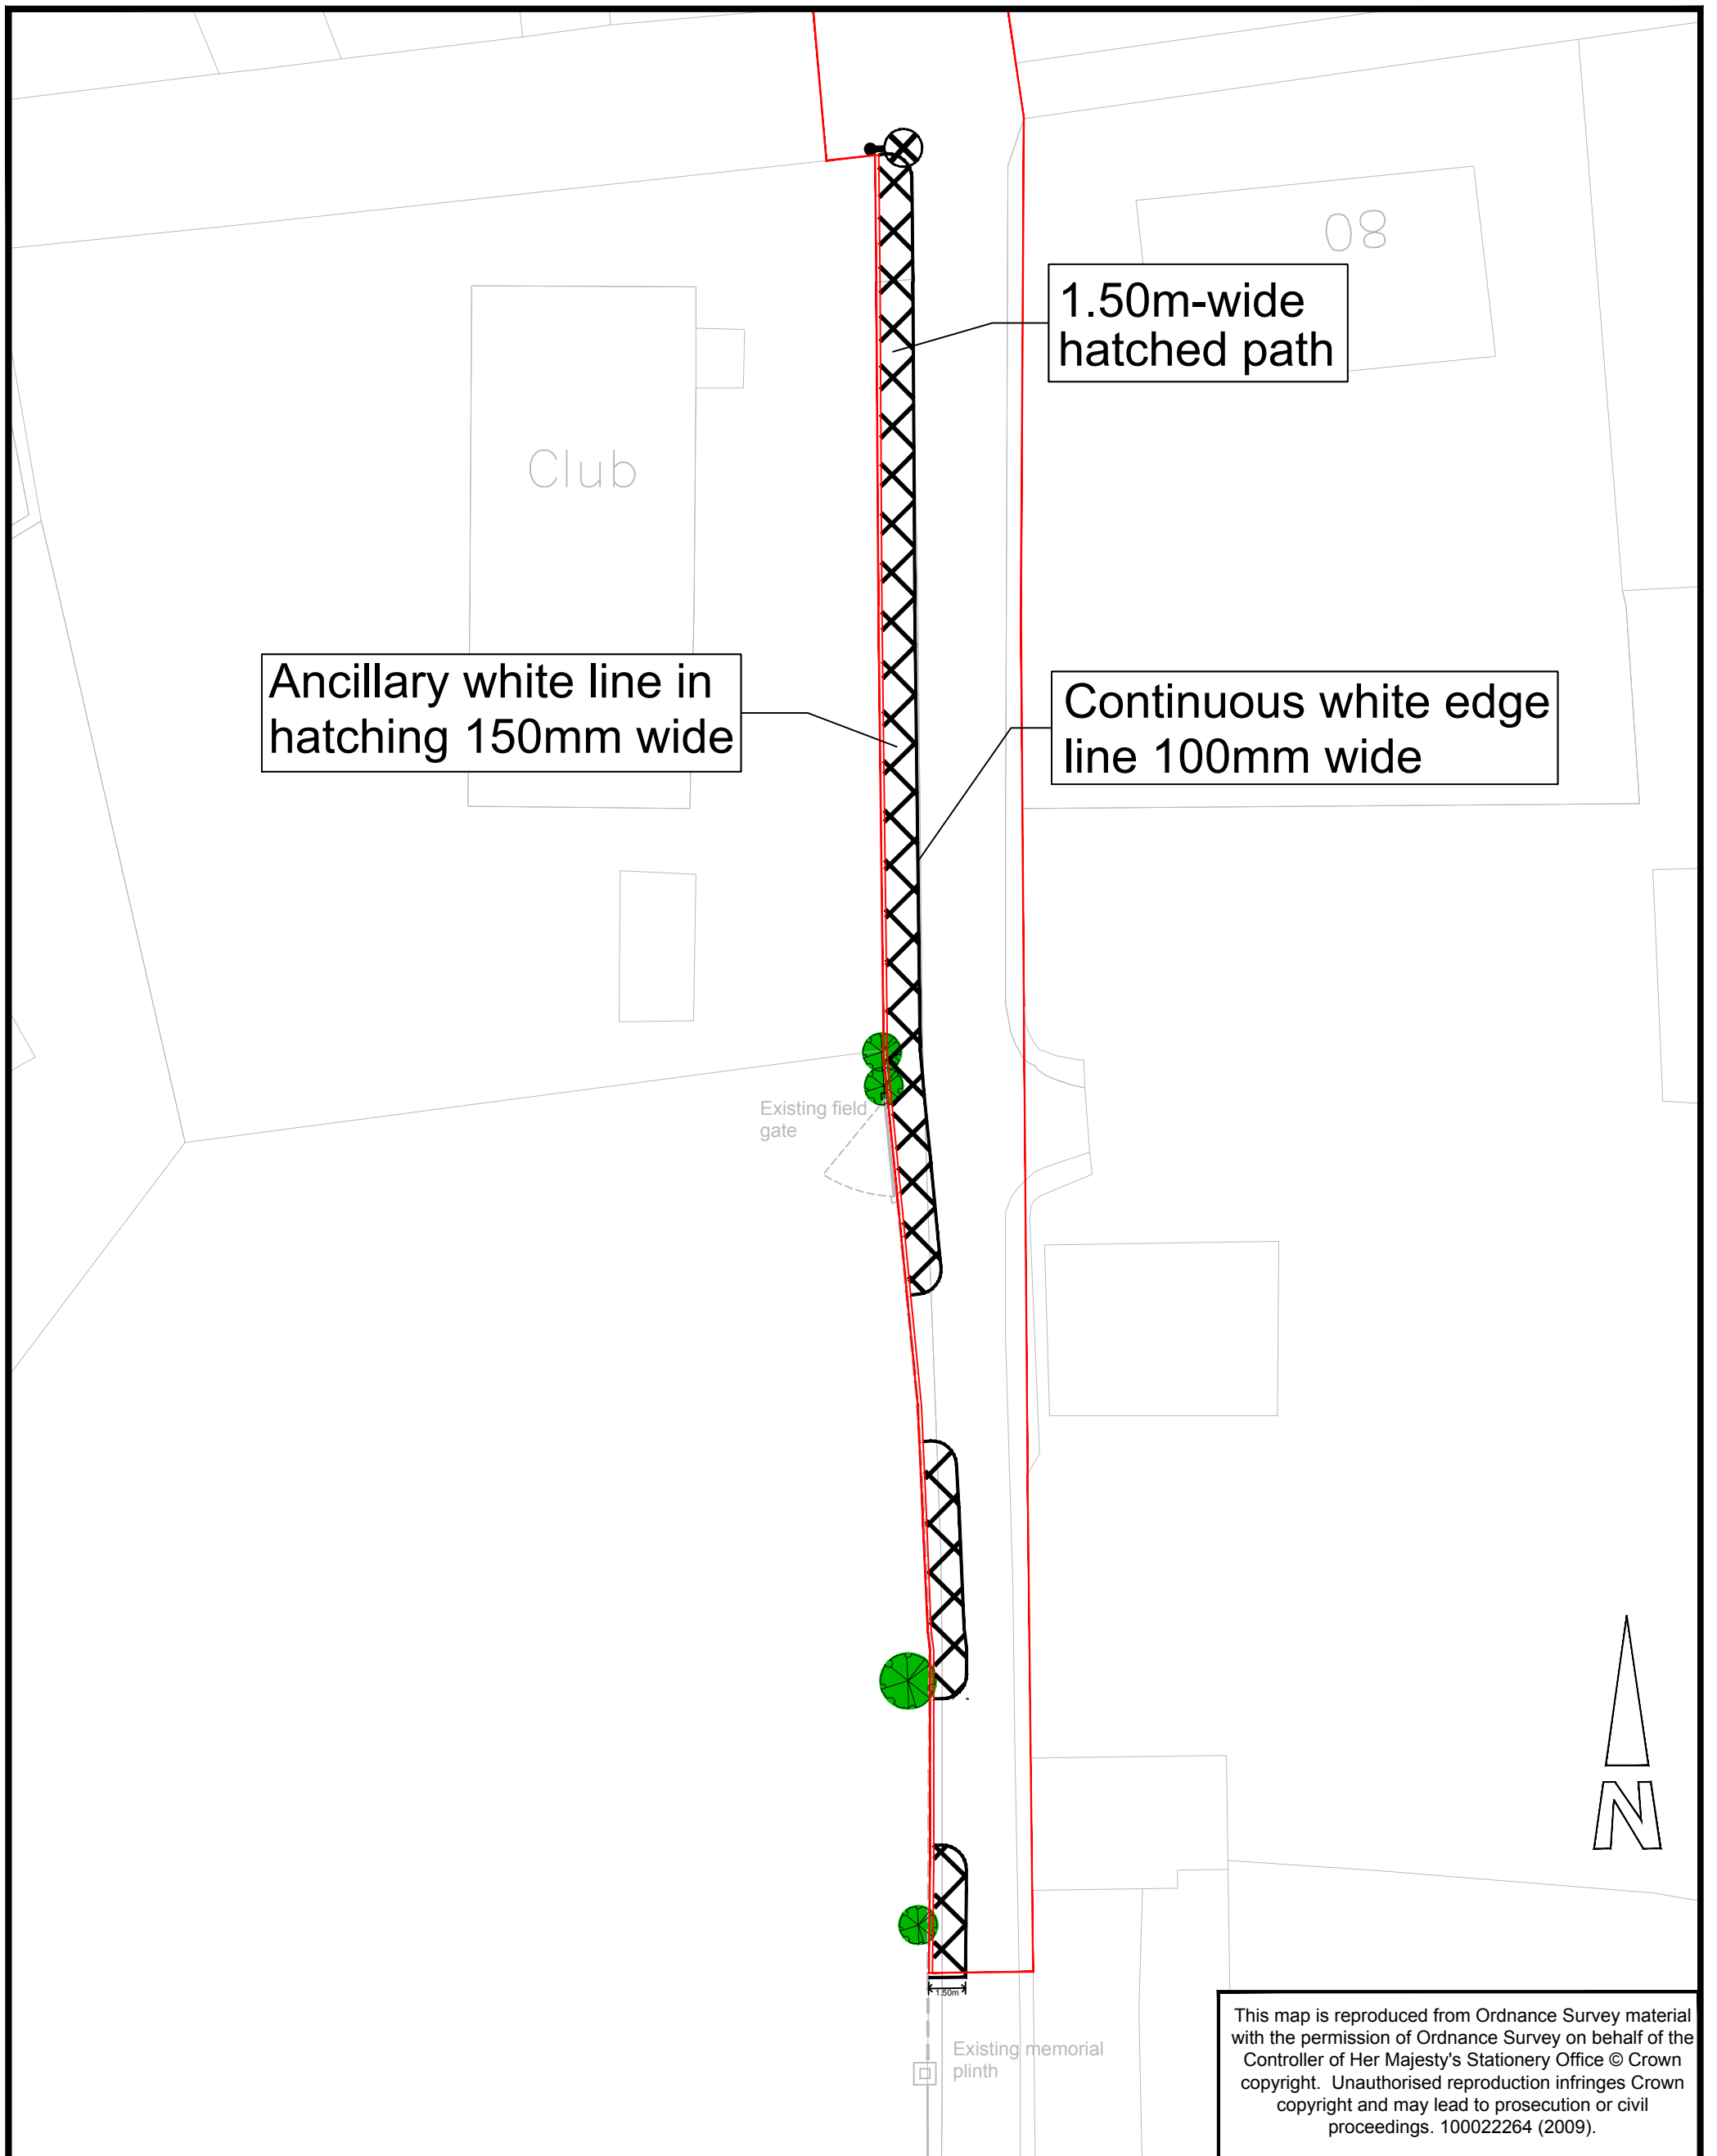 80
1.50m-wide
hatched path
Club
Ancillary white line in
hatching 150mm wide
Continuous white edge
line 100mm wide
Existing field
gate
N
1.50m
Existing memorial
plinth
This map is reproduced from Ordnance Survey material
with the permission of Ordnance Survey on behalf of the
Controller of Her Majesty's Stationery Office © Crown
copyright. Unauthorised reproduction infringes Crown
copyright and may lead to prosecution or civil
proceedings. 100022264 (2009).